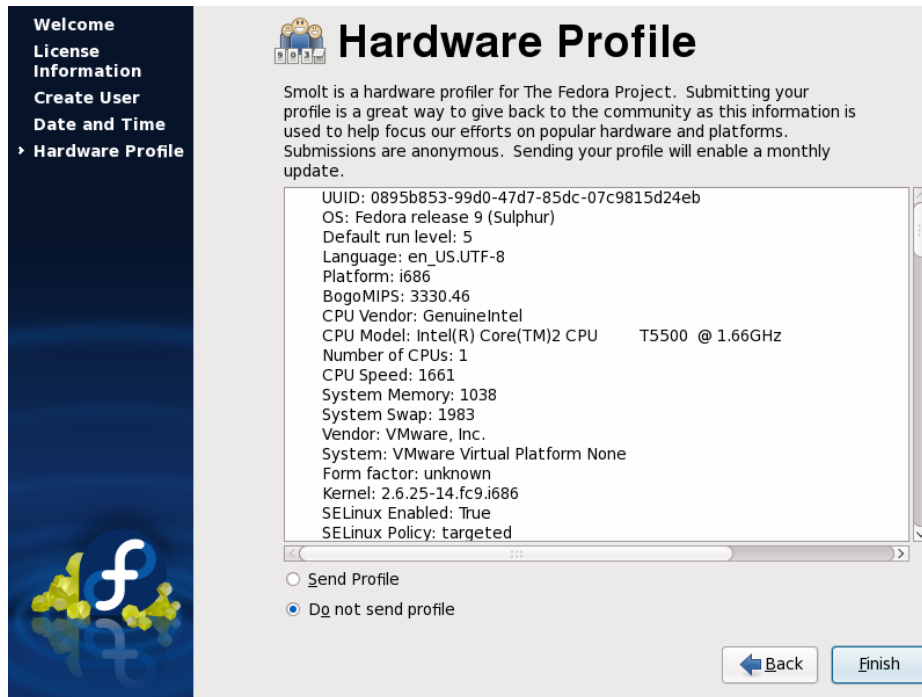 Welcome
License
Information
Create User
Date and Time
Hardware Profile
Hardware Profile
Smolt is a hardware profiler for The Fedora Project.  Submitting your
profile is a great way to give back to the community as this information is
used to help focus our efforts on popular hardware and platforms.
Submissions are anonymous.  Sending your profile will enable a monthly
update.
UUID: 0895b853-99d0-47d7-85dc-07c9815d24eb
OS: Fedora release 9 (Sulphur)
Default run level: 5
Language: en_US.UTF-8
Platform: i686
BogoMIPS: 3330.46
CPU Vendor: GenuineIntel
CPU Model: Intel(R) Core(TM)2 CPU         T5500  @ 1.66GHz
Number of CPUs: 1
CPU Speed: 1661
System Memory: 1038
System Swap: 1983
Vendor: VMware, Inc.
System: VMware Virtual Platform None
Form factor: unknown
Kernel: 2.6.25-14.fc9.i686
SELinux Enabled: True
SELinux Policy: targeted
Send Profile
Do not send profile
Back
Finish